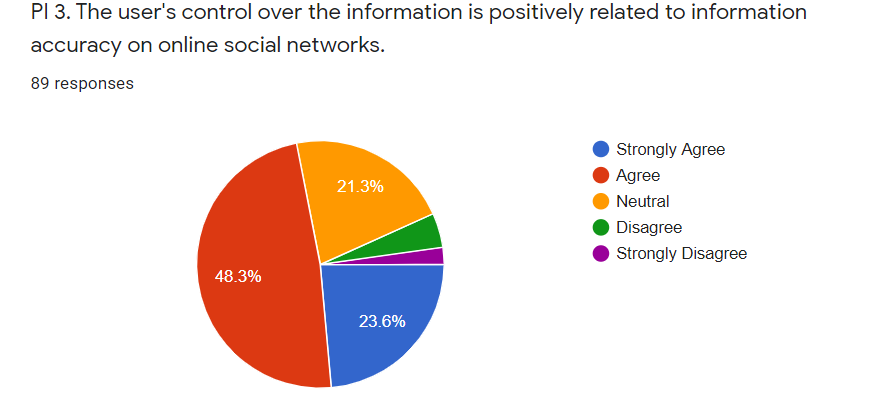 PI 3. The user's control over the information is positively related to information
accuracy on online social networks.
89 responses
21.3%
48.3%
23.6%
Strongly Agree
Agree
Neutral
Disagree
Strongly Disagree